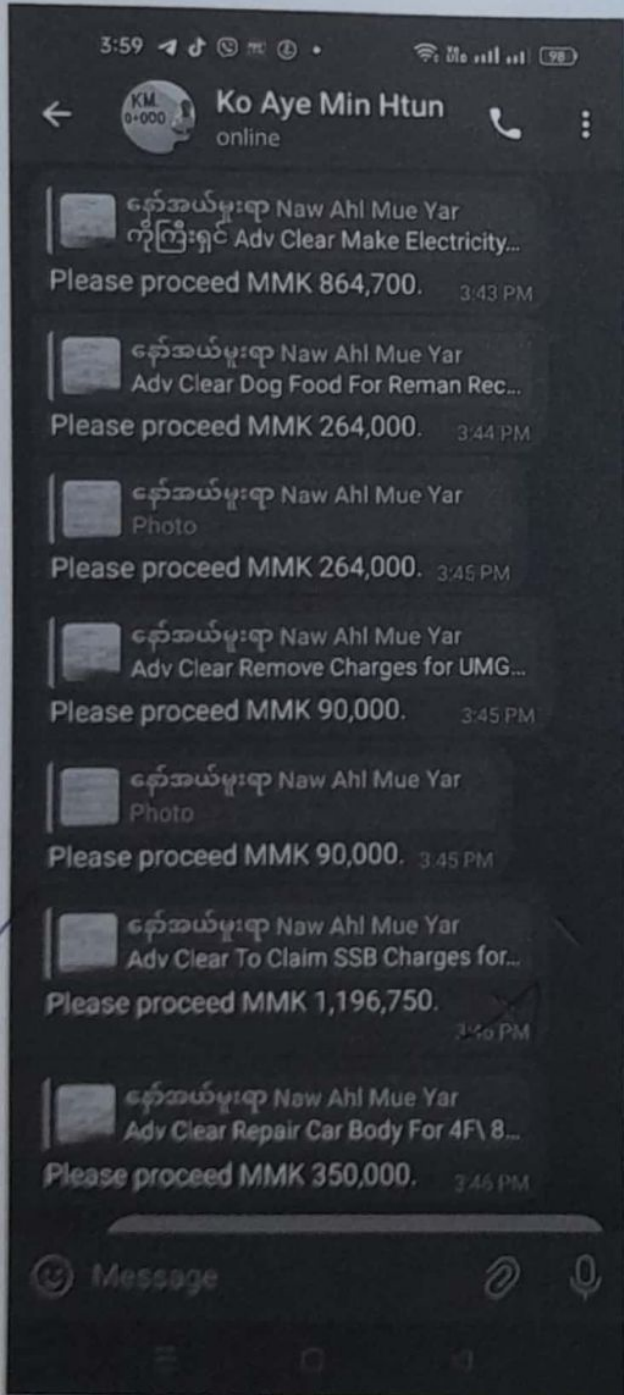 3:59
98
KM.
0+000
Ko Aye Min Htun
online
နော်အယ်မူးရာ Naw Ahl Mue Yar
ကိုကြီးရှင် Adv Clear Make Electricity...
Please proceed MMK 864,700. 3:43 PM
နော်အယ်မူးရာ Naw Ahl Mue Yar
Adv Clear Dog Food For Reman Rec...
Please proceed MMK 264,000. 3:44 PM
နော်အယ်မူးရာ Naw Ahl Mue Yar
Photo
Please proceed MMK 264,000. 3:45 PM
နော်အယ်မူးရာ Naw Ahl Mue Yar
Adv Clear Remove Charges for UMG...
Please proceed MMK 90,000. 3:45 PM
နော်အယ်မူးရာ Naw Ahl Mue Yar
Photo
Please proceed MMK 90,000. 3:45 PM
နော်အယ်မူးရာ Naw Ahl Mue Yar
Adv Clear To Claim SSB Charges for...
Please proceed MMK 1,196,750.
3:46 PM
နော်အယ်မူးရာ Naw Ahl Mue Yar
Adv Clear Repair Car Body For 4F\ 8...
Please proceed MMK 350,000. 3:46 PM
Message